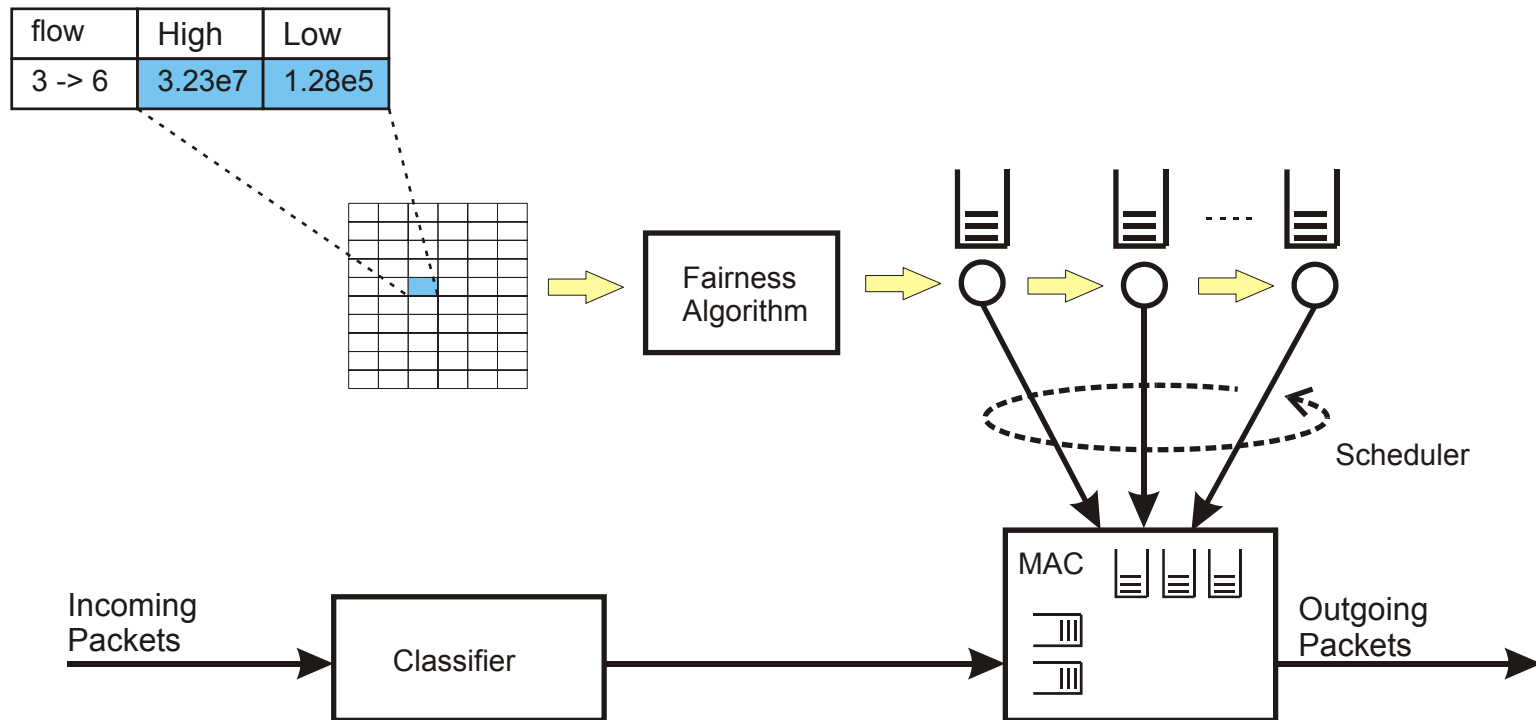 flow High Low
3 -> 6 3.23e7 1.28e5
Fairness
Algorithm
Scheduler
MAC
Incoming
Packets
Classifier
Outgoing
Packets